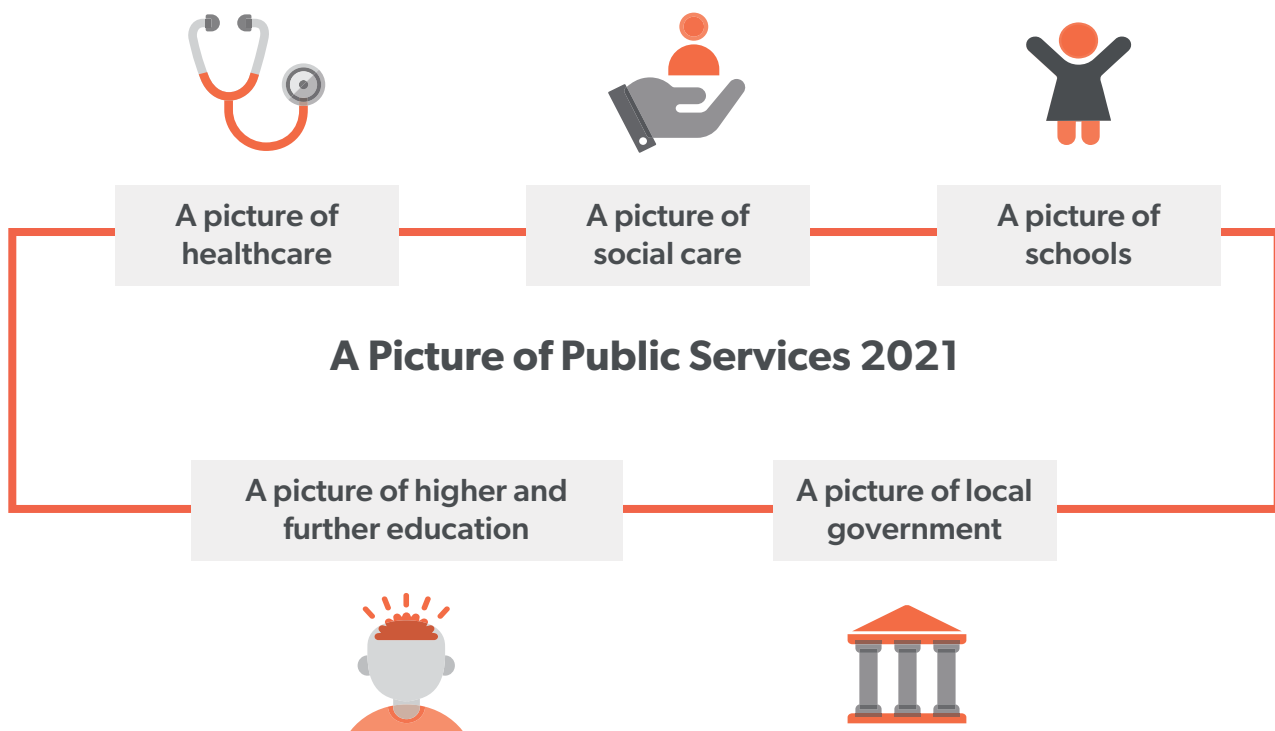 A picture of
healthcare
A picture of
social care
A picture of
schools
A Picture of Public Services 2021
A picture of higher and
further education
A picture of local
government